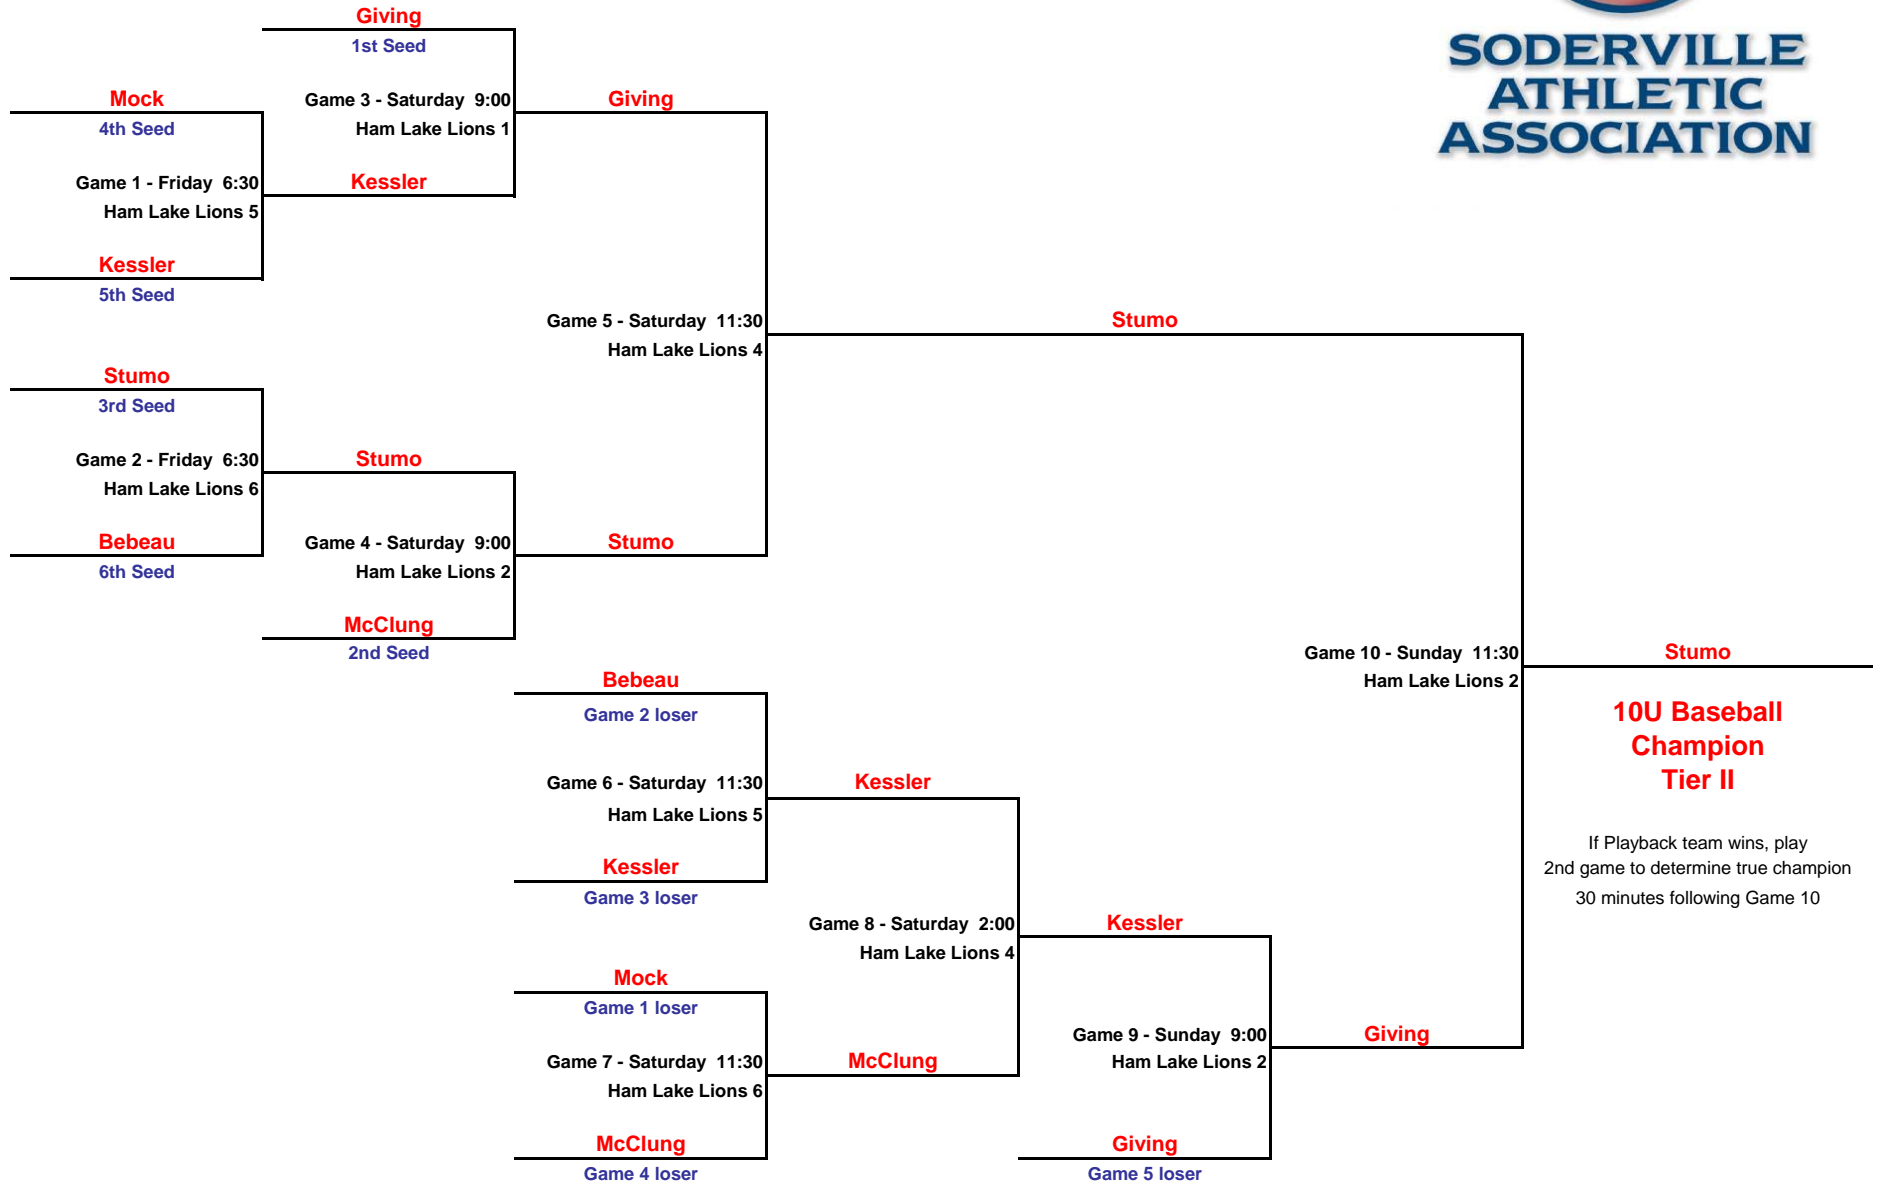 SODERVILLE
ATHLETIC
ASSOCIATION
Giving
1st Seed
Mock
4th Seed
Game 3 - Saturday 9:00
Ham Lake Lions 1
Giving
Game 1 - Friday 6:30
Ham Lake Lions 5
Kessler
Kessler
5th Seed
Game 5 - Saturday 11:30
Ham Lake Lions 4
Stumo
Stumo
3rd Seed
Game 2 - Friday 6:30
Ham Lake Lions 6
Stumo
Bebeau
6th Seed
Game 4 - Saturday 9:00
Ham Lake Lions 2
Stumo
McClung
2nd Seed
Game 10 - Sunday 11:30
Ham Lake Lions 2
Stumo
10U Baseball
Champion
Tier II
If Playback team wins, play
2nd game to determine true champion
30 minutes following Game 10
Bebeau
Game 2 loser
Game 6 - Saturday 11:30
Ham Lake Lions 5
Kessler
Kessler
Game 3 loser
Game 8 - Saturday 2:00
Ham Lake Lions 4
Kessler
Mock
Game 1 loser
Game 7 - Saturday 11:30
Ham Lake Lions 6
McClung
Game 9 - Sunday 9:00
Ham Lake Lions 2
Giving
McClung
Game 4 loser
Giving
Game 5 loser